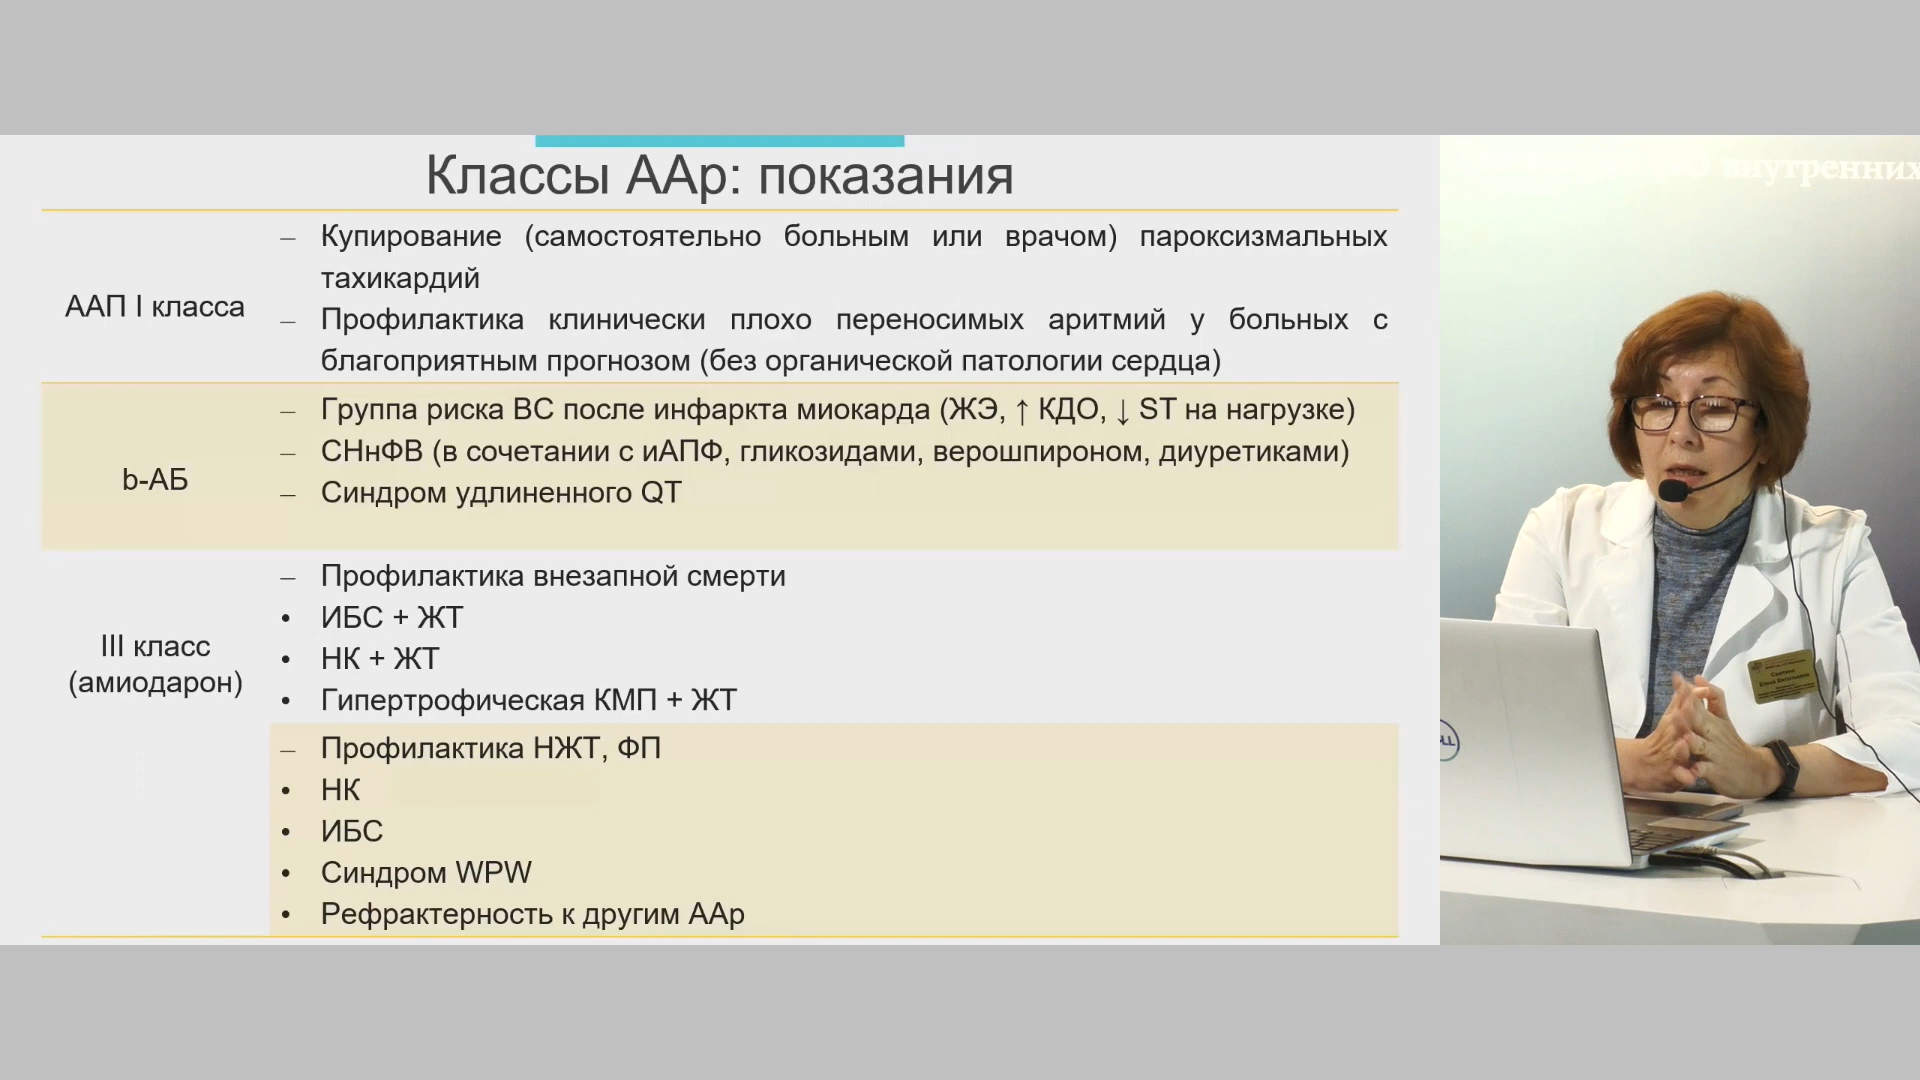 Классы ААр: показания
внутренних
ААП I класса
– Купирование (самостоятельно больным или врачом) пароксизмальных
тахикардий
– Профилактика клинически плохо переносимых аритмий у больных с
благоприятным прогнозом (без органической патологии сердца)
b-АБ
– Группа риска ВС после инфаркта миокарда (ЖЭ, ↑ КДО, ↓ ST на нагрузке)
– СНнФВ (в сочетании с иАПФ, гликозидами, верошпироном, диуретиками)
– Синдром удлиненного QT
III класс
(амиодарон)
– Профилактика внезапной смерти
• ИБС + ЖТ
• НК + ЖТ
• Гипертрофическая КМП + ЖТ
– Профилактика НЖТ, ФП
• НК
• ИБС
• Синдром WPW
• Рефрактерность к другим ААр